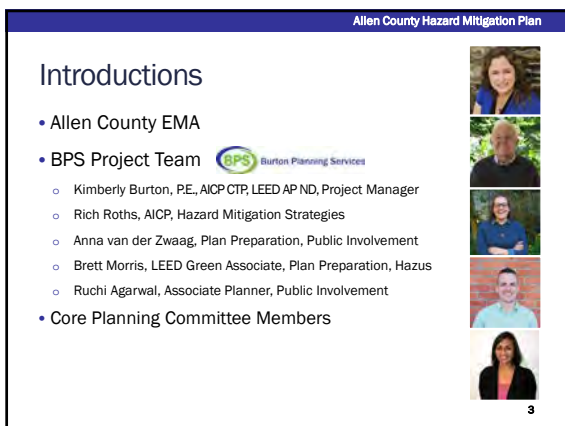 Allen County Hazard Mitigation Plan
Introductions
• Allen County EMA
• BPS Project Team BPS Burton Planning Services
o Kimberly Burton, P.E., AICP CTP, LEED AP ND, Project Manager
o Rich Roths, AICP, Hazard Mitigation Strategies
o Anna van der Zwaag, Plan Preparation, Public Involvement
o Brett Morris, LEED Green Associate, Plan Preparation, Hazus
o Ruchi Agarwal, Associate Planner, Public Involvement
• Core Planning Committee Members
3